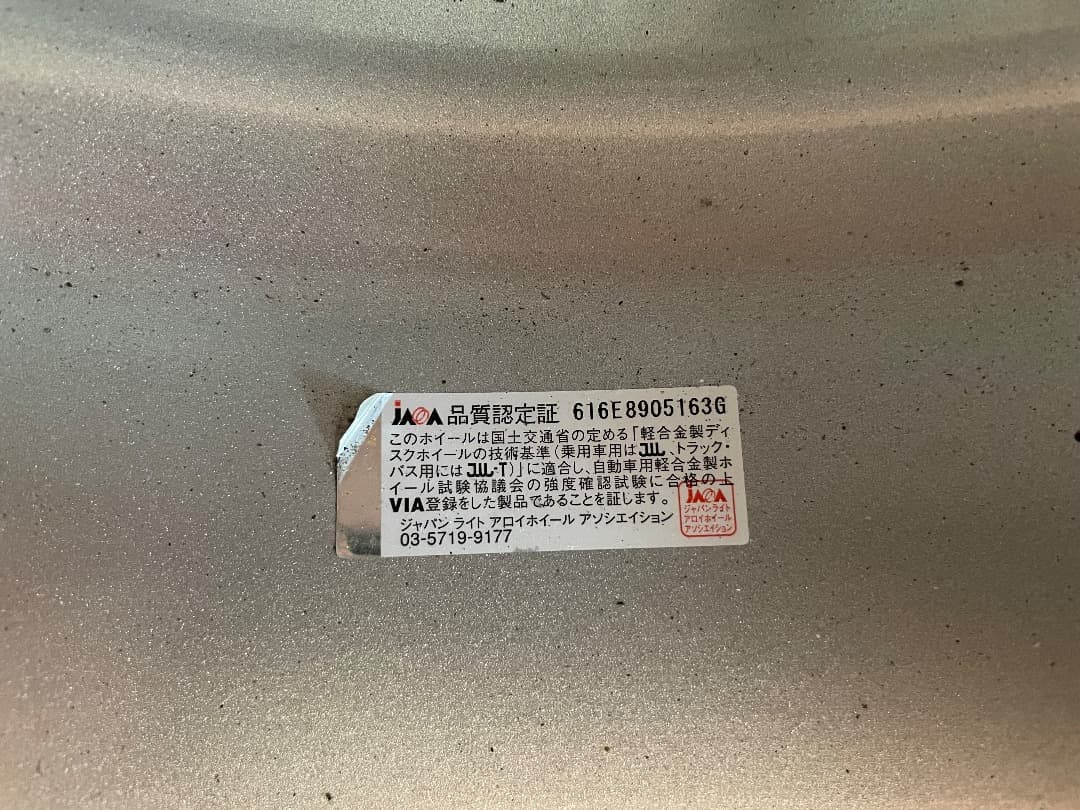 JAWA 品質認定証 616E8905163G
このホイールは国土交通省の定める「軽合金製ディ
スクホイールの技術基準(乗用車用はJWL、トラック・
バス用にはJWL-T)」に適合し、自動車用軽合金製ホ
イール試験協議会の強度確認試験に合格の上
VIA登録をした製品であることを証します。
ジャパン ライト アロイホイール アソシエイション
03-5719-9177
JAWA
ジャパンライト
アロイホイール
アソシエイション